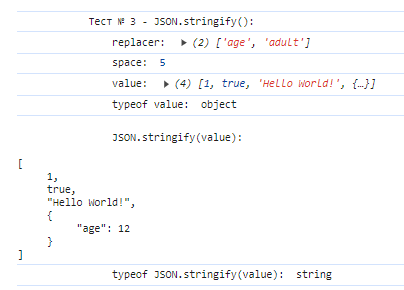 Тест № 3 - JSON.stringify():
replacer: ▶ (2) ['age', 'adult']
space: 5
value: ▶ (4) [1, true, 'Hello World!', {…}]
typeof value: object
JSON.stringify(value):
[
     1,
     true,
     "Hello World!",
     {
          "age": 12
     }
]
typeof JSON.stringify(value): string